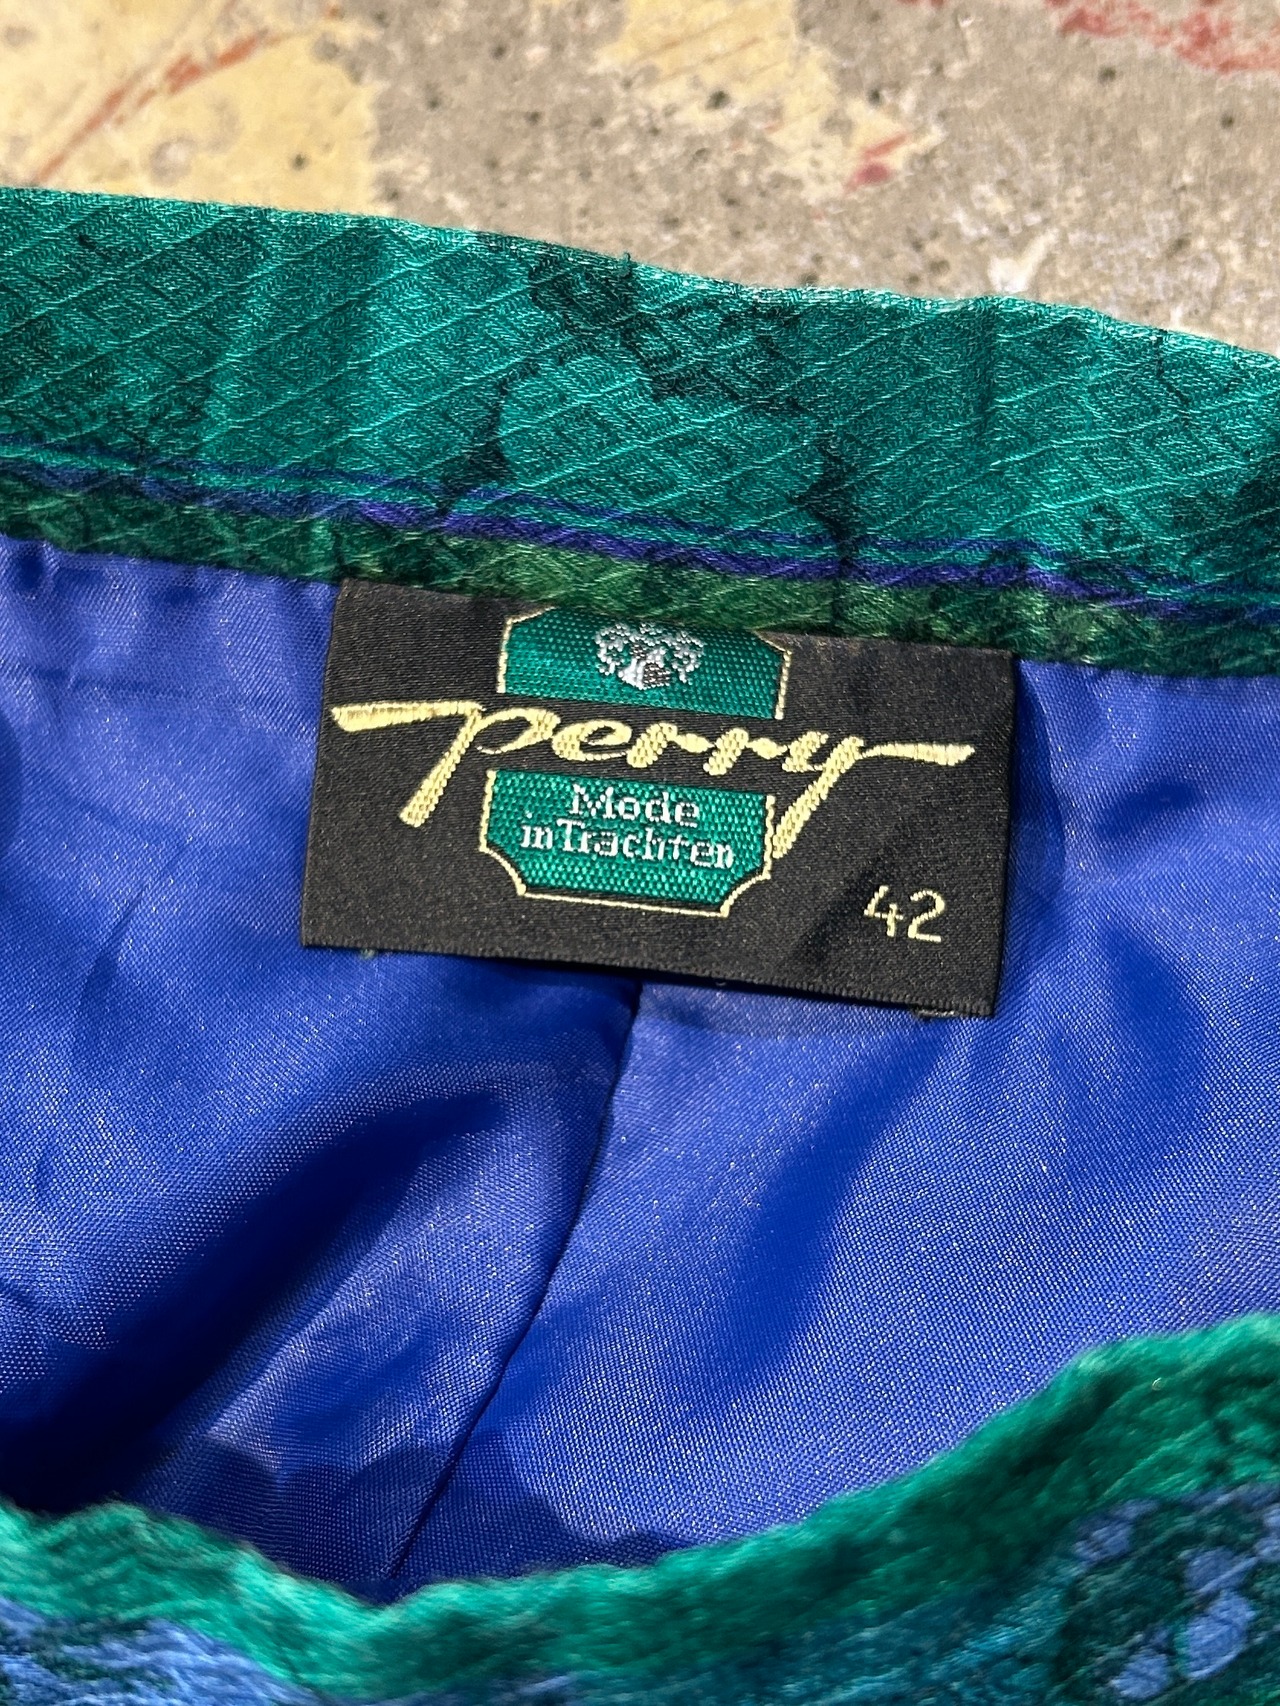 perry
Mode
in Trachten
42